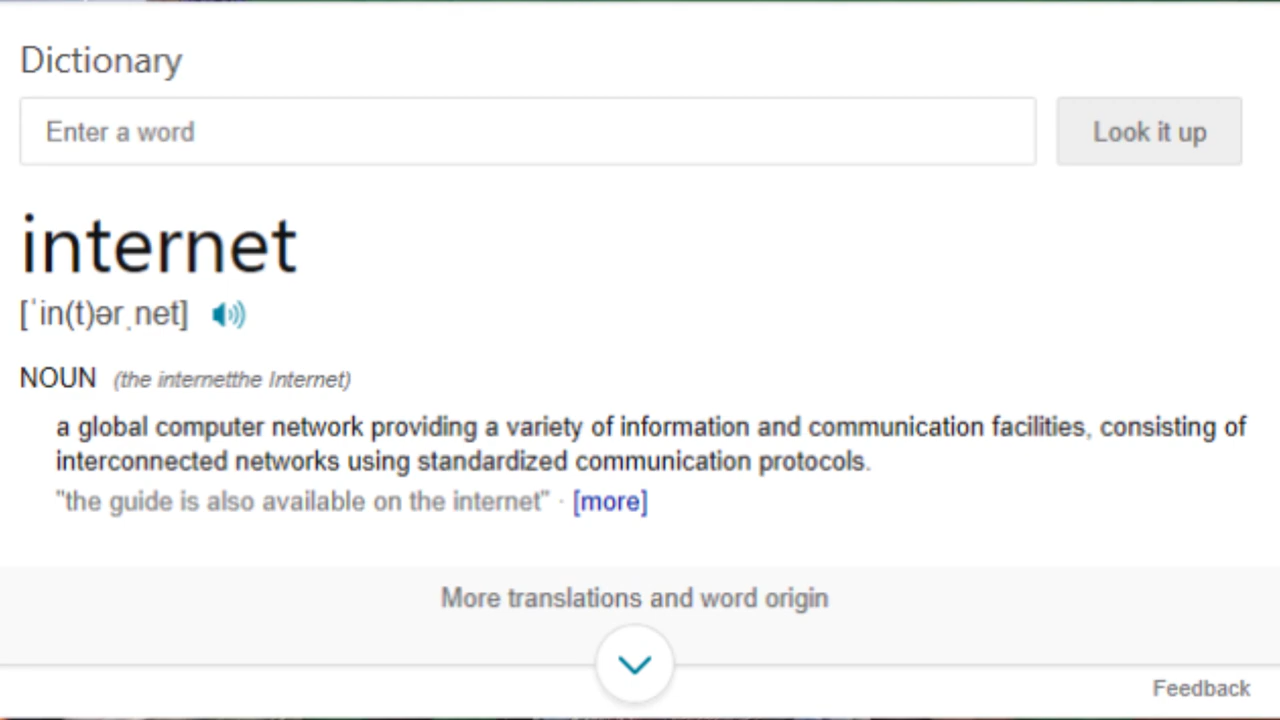 Dictionary
Enter a word
Look it up
internet
[ˈin(t)ərˌnet]
NOUN (the internetthe Internet)
a global computer network providing a variety of information and communication facilities, consisting of
interconnected networks using standardized communication protocols.
"the guide is also available on the internet" · [more]
More translations and word origin
Feedback